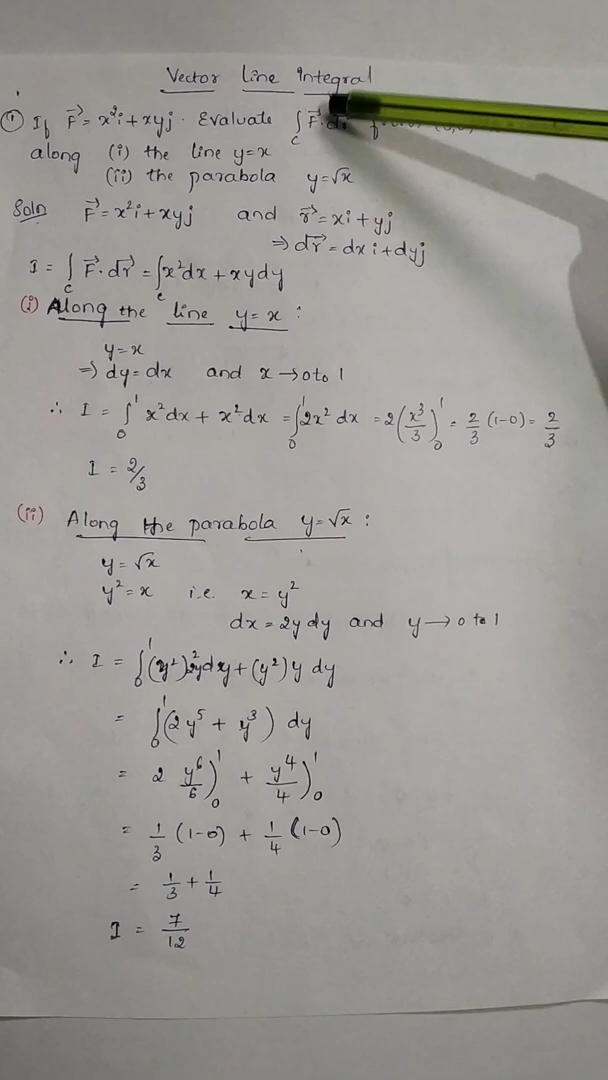 Vector Line Integral
① If F⃗ = x²i + xyj. Evaluate ∫_C F⃗·dr⃗
along (i) the line y=x
(ii) the parabola y=√x
Soln F⃗ = x²i + xyj and r⃗ = xi + yj
⇒ dr⃗ = dx i + dyj
I = ∫_C F⃗·dr⃗ = ∫_C x²dx + xydy
(i) Along the line y=x :
y=x
⇒ dy=dx and x→0 to 1
∴ I = ∫₀¹ x²dx + x²dx = ∫₀¹ 2x² dx = 2(x³/3)₀¹ = 2/3 (1-0) = 2/3
I = 2/3
(ii) Along the parabola y=√x :
y=√x
y²=x i.e. x=y²
dx = 2y dy and y→0 to 1
∴ I = ∫₀¹ (y²)² 2y dy + (y²) y dy
= ∫₀¹ (2y⁵ + y³) dy
= 2 y⁶/6)₀¹ + y⁴/4)₀¹
= 1/3 (1-0) + 1/4 (1-0)
= 1/3 + 1/4
I = 7/12